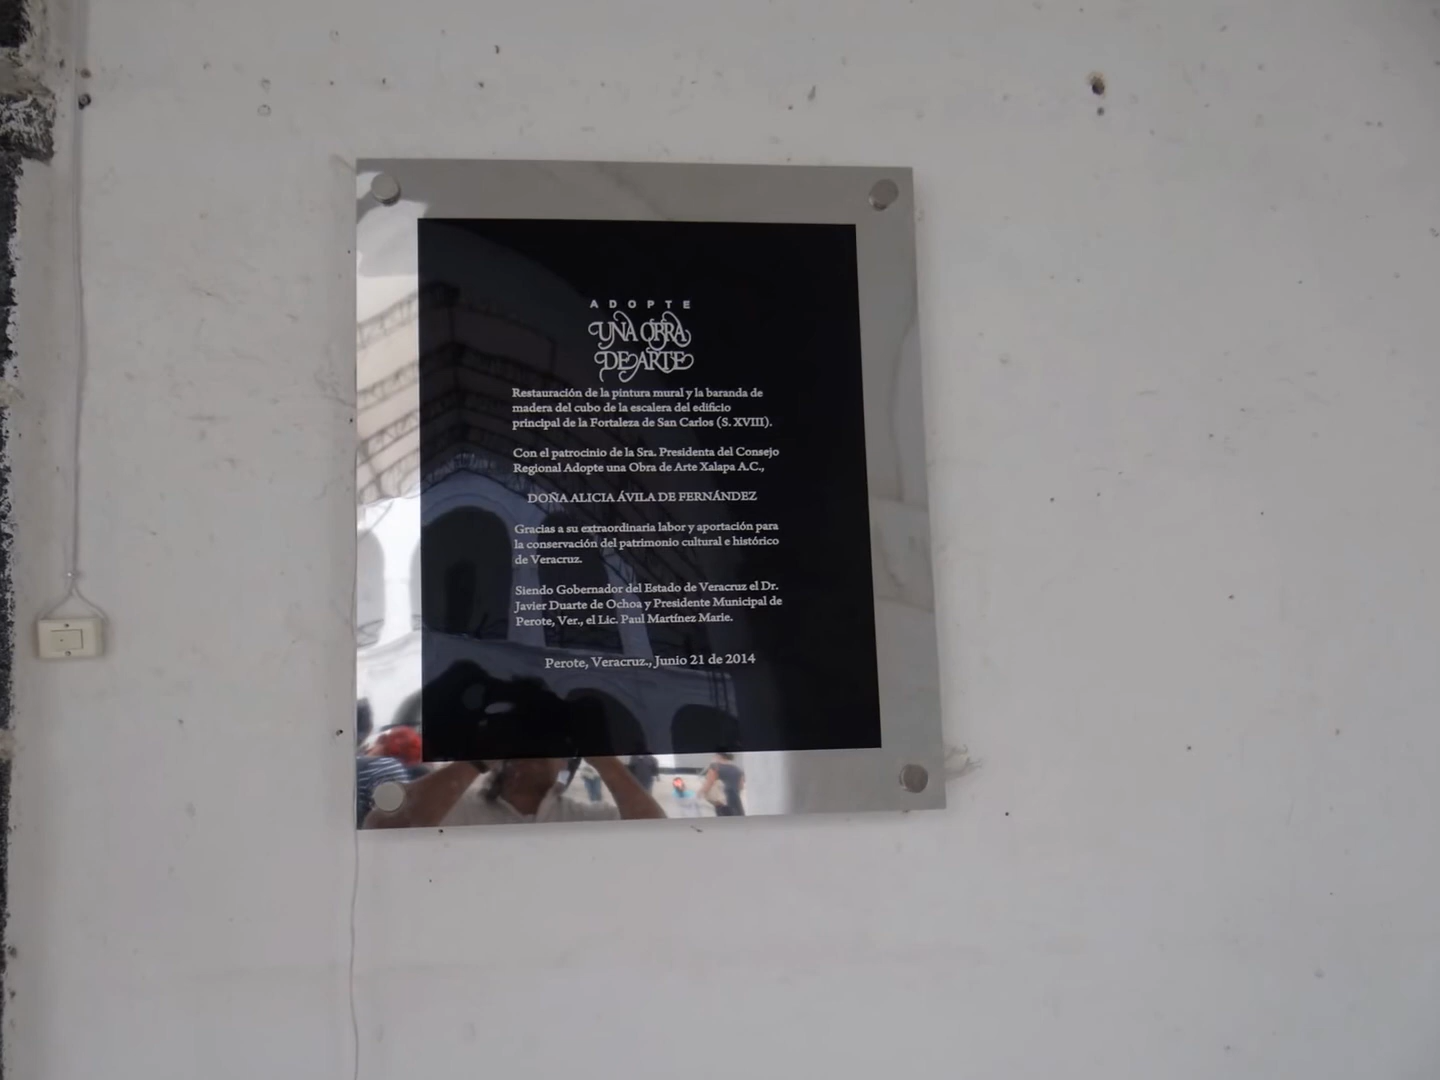 ADOPTE
UNA OBRA
DE ARTE
Restauración de la pintura mural y la baranda de
madera del cubo de la escalera del edificio
principal de la Fortaleza de San Carlos (S. XVIII).
Con el patrocinio de la Sra. Presidenta del Consejo
Regional Adopte una Obra de Arte Xalapa A.C.,
DOÑA ALICIA ÁVILA DE FERNÁNDEZ
Gracias a su extraordinaria labor y aportación para
la conservación del patrimonio cultural e histórico
de Veracruz.
Siendo Gobernador del Estado de Veracruz el Dr.
Javier Duarte de Ochoa y Presidente Municipal de
Perote, Ver., el Lic. Paul Martínez Marie.
Perote, Veracruz., Junio 21 de 2014